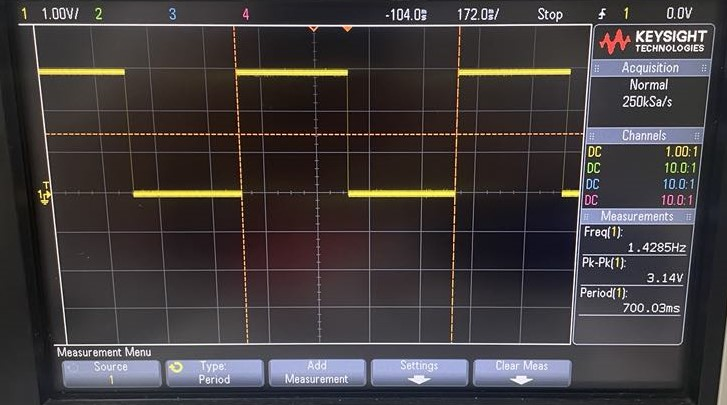 1 1.00V/ 2 3 4 -104.0ms 172.0ms/ Stop 1 0.0V
KEYSIGHT
TECHNOLOGIES
Acquisition
Normal
250kSa/s
Channels
DC 1.00:1
DC 10.0:1
DC 10.0:1
DC 10.0:1
Measurements
Freq(1):
1.4285Hz
Pk-Pk(1):
3.14V
Period(1):
700.03ms
Measurement Menu
Source
1
Type:
Period
Add
Measurement
Settings
Clear Meas